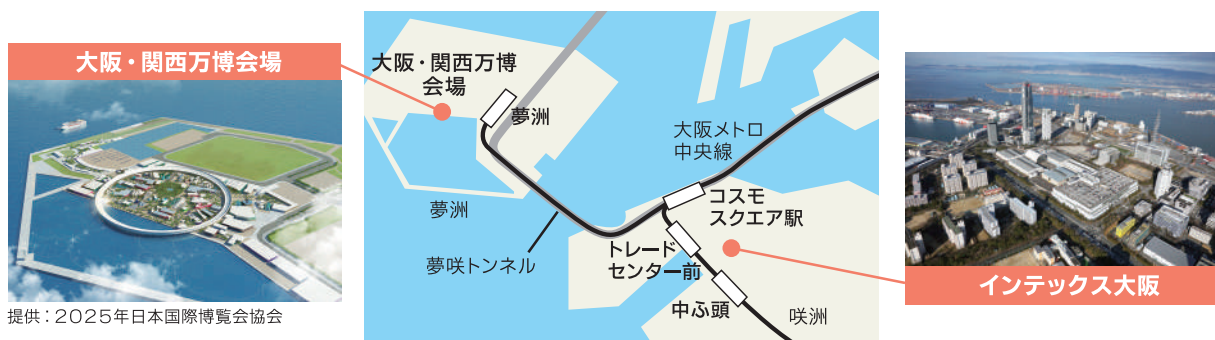 大阪・関西万博会場
提供：2025年日本国際博覧会協会
大阪・関西万博
会場
夢洲
大阪メトロ
中央線
コスモ
スクエア駅
夢洲
夢咲トンネル
トレード
センター前
中ふ頭
咲洲
インテックス大阪